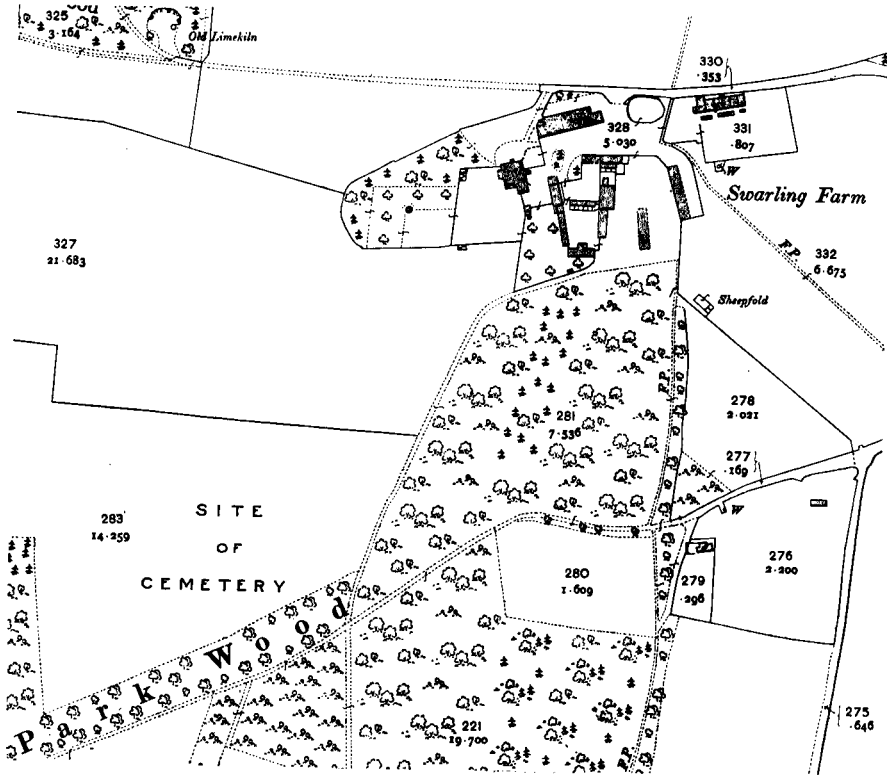 325
3·164
Old Limekiln
330
·353
328
5·030
331
·807
W
Swarling Farm
327
21·683
F.P.
332
6·675
Sheepfold
F.P.
278
2·021
281
7·536
277
·169
283
14·259
SITE
OF
CEMETERY
W
276
2·200
280
1·609
279
·296
Park Wood
221
19·700
F.P.
275
·646